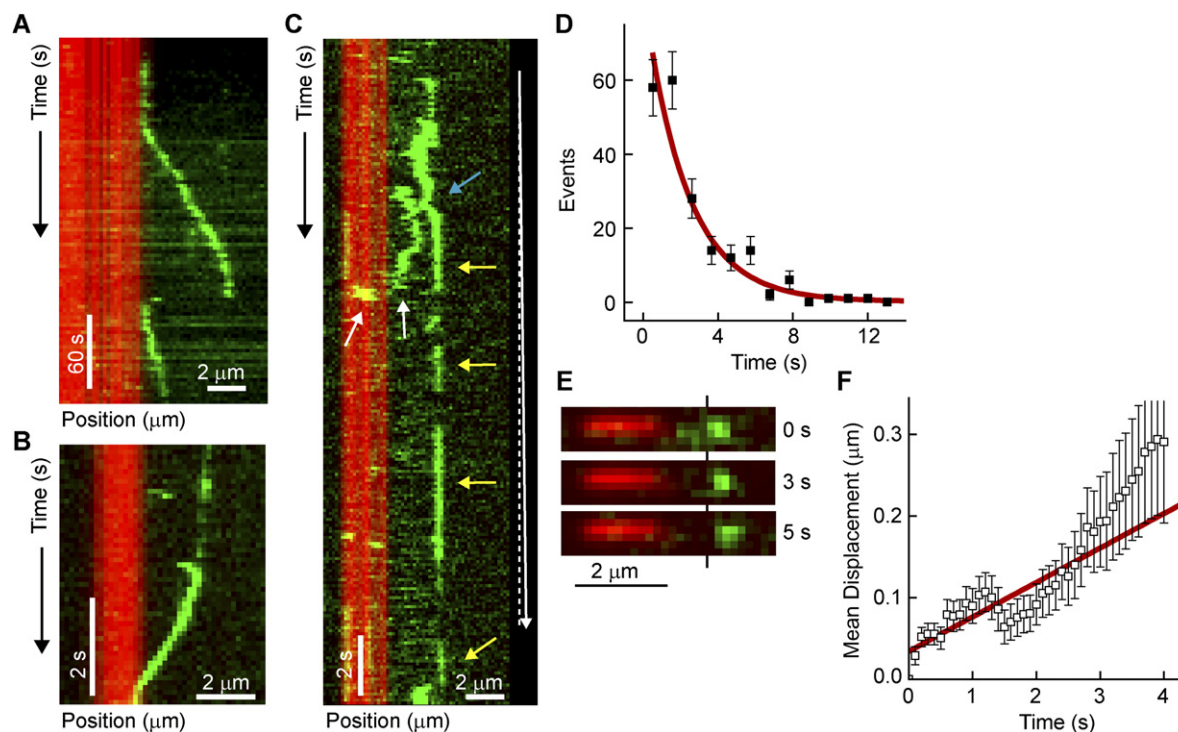 A
Time (s)
60 s
2 μm
Position (μm)
B
Time (s)
2 s
2 μm
Position (μm)
C
Time (s)
2 s
2 μm
Position (μm)
D
Events
60
40
20
0
0
4
8
12
Time (s)
E
0 s
3 s
5 s
2 μm
F
Mean Displacement (μm)
0.3
0.2
0.1
0.0
0
1
2
3
4
Time (s)